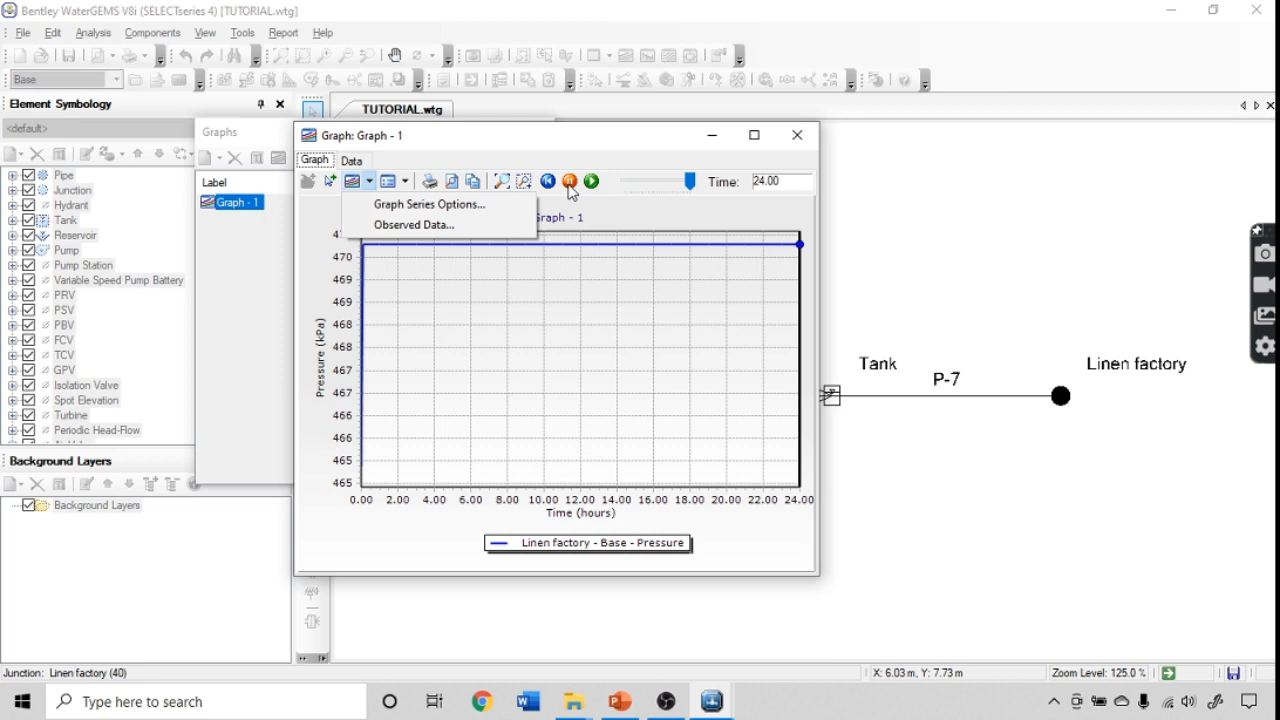 Bentley WaterGEMS V8i (SELECTseries 4) [TUTORIAL.wtg]
File Edit Analysis Components View Tools Report Help
Base
Element Symbology
TUTORIAL.wtg
<default>
Graphs
Graph: Graph - 1
Graph Data
Time: 24.00
Pipe
Junction
Hydrant
Tank
Reservoir
Pump
Pump Station
Variable Speed Pump Battery
PRV
PSV
PBV
FCV
TCV
GPV
Isolation Valve
Spot Elevation
Turbine
Periodic Head-Flow
Label
Graph - 1
Graph Series Options...
Observed Data...
Graph - 1
470
469
469
468
468
467
467
466
466
465
465
Pressure (kPa)
0.00 2.00 4.00 6.00 8.00 10.00 12.00 14.00 16.00 18.00 20.00 22.00 24.00
Time (hours)
Linen factory - Base - Pressure
Tank
P-7
Linen factory
Background Layers
Background Layers
Junction: Linen factory (40)
X: 6.03 m, Y: 7.73 m
Zoom Level: 125.0 %
Type here to search